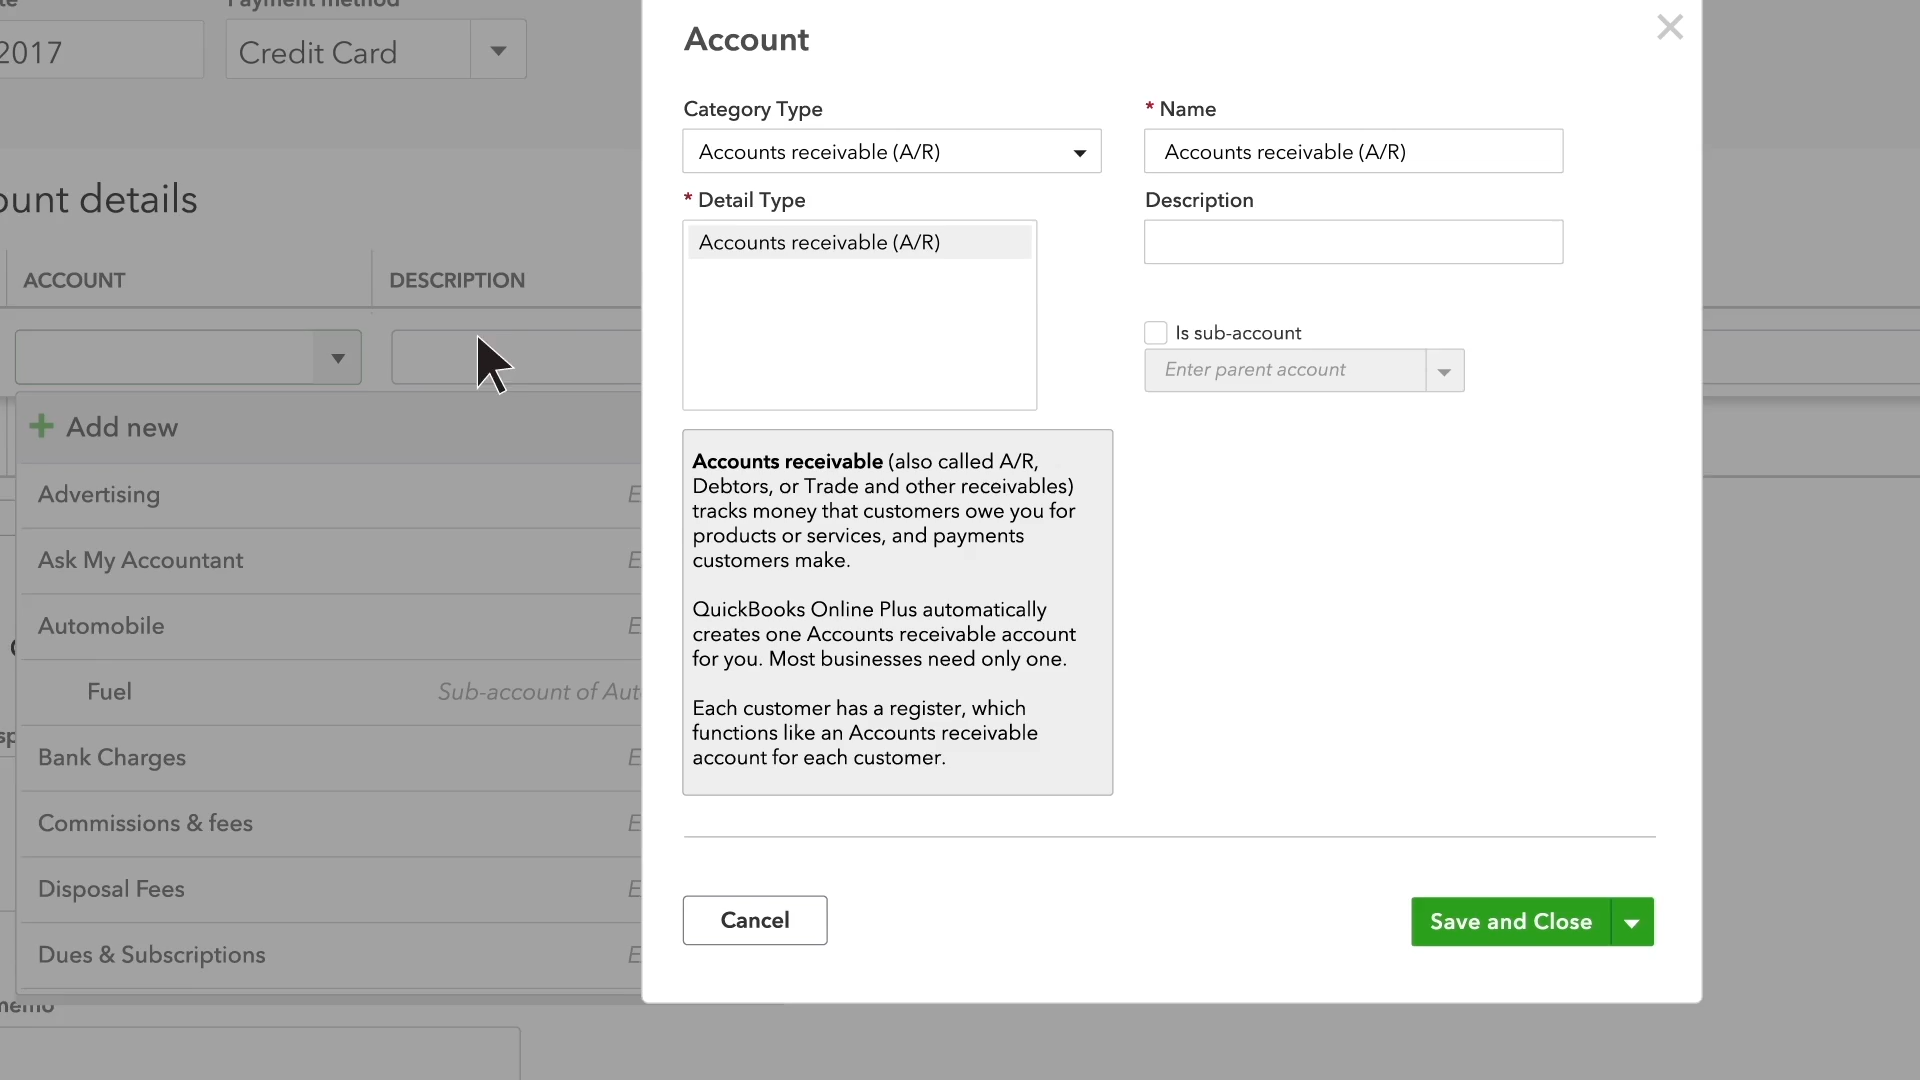 Payment method
2017
Credit Card
ount details
ACCOUNT
DESCRIPTION
Add new
Advertising
Ask My Accountant
Automobile
Fuel
Sub-account of Aut
Bank Charges
Commissions & fees
Disposal Fees
Dues & Subscriptions
memo
Account
Category Type
Accounts receivable (A/R)
* Detail Type
Accounts receivable (A/R)
Accounts receivable (also called A/R,
Debtors, or Trade and other receivables)
tracks money that customers owe you for
products or services, and payments
customers make.
QuickBooks Online Plus automatically
creates one Accounts receivable account
for you. Most businesses need only one.
Each customer has a register, which
functions like an Accounts receivable
account for each customer.
* Name
Accounts receivable (A/R)
Description
Is sub-account
Enter parent account
Cancel
Save and Close